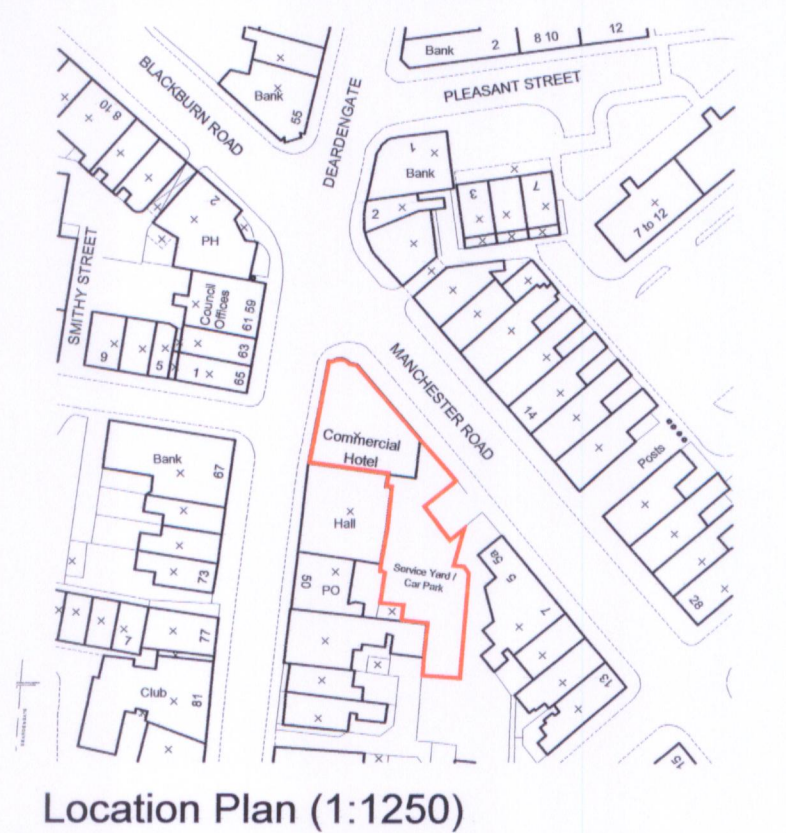 Bank
2
8 10
12
BLACKBURN ROAD
Bank
55
DEARDENGATE
PLEASANT STREET
8 10
1
Bank
2
3
7
7 to 12
2
PH
SMITHY STREET
Council
Offices
61 59
63
9
5
1
65
MANCHESTER ROAD
14
Commercial
Hotel
Posts
Bank
67
Hall
Service Yard /
Car Park
50
PO
5a
5
7
28
73
7
77
13
Club
81
15
Location Plan (1:1250)